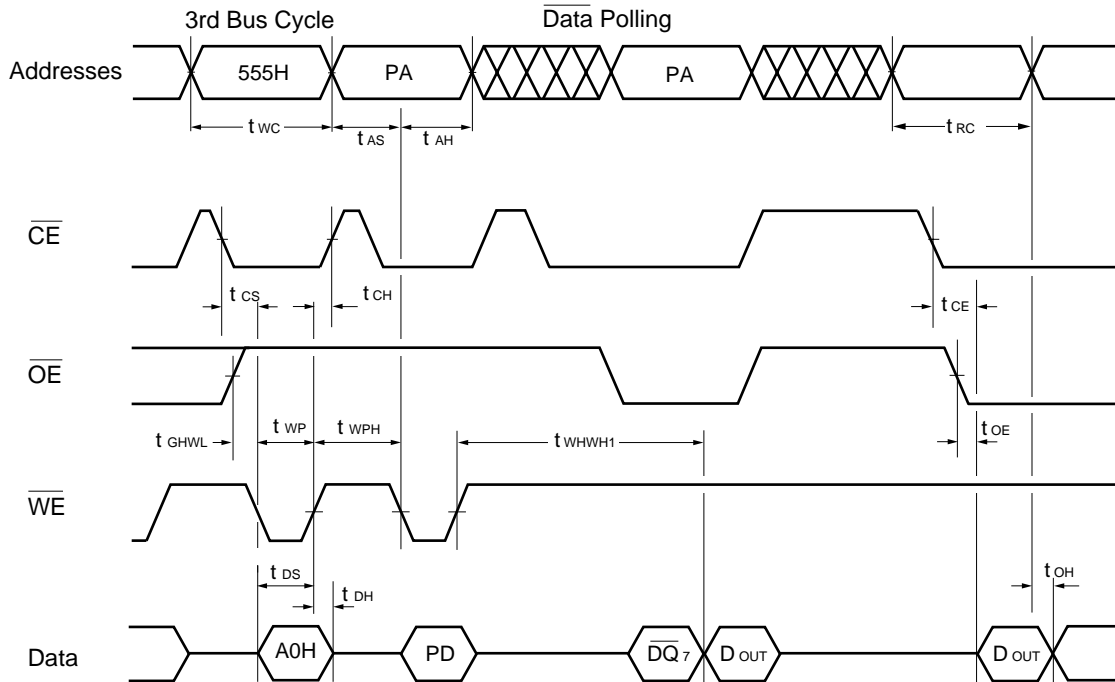 3rd Bus Cycle
Data Polling
Addresses
555H
PA
PA
t WC
t AS
t AH
t RC
CE
t CS
t CH
t CE
OE
t GHWL
t WP
t WPH
t WHWH1
t OE
WE
t DS
t DH
t OH
Data
A0H
PD
DQ 7
D OUT
D OUT